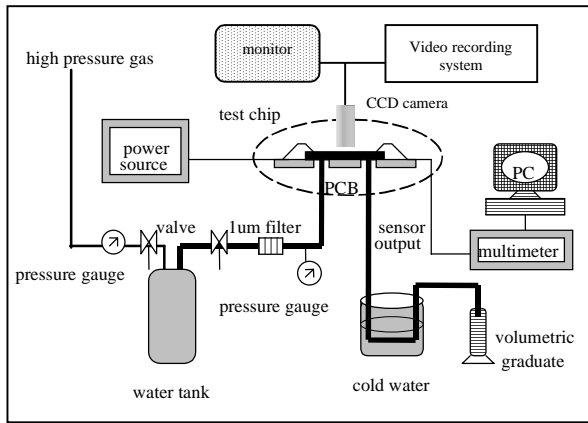 monitor
Video recording
system
high pressure gas
CCD camera
test chip
power
source
PCB
PC
valve
1um filter
sensor
output
multimeter
pressure gauge
pressure gauge
volumetric
graduate
water tank
cold water